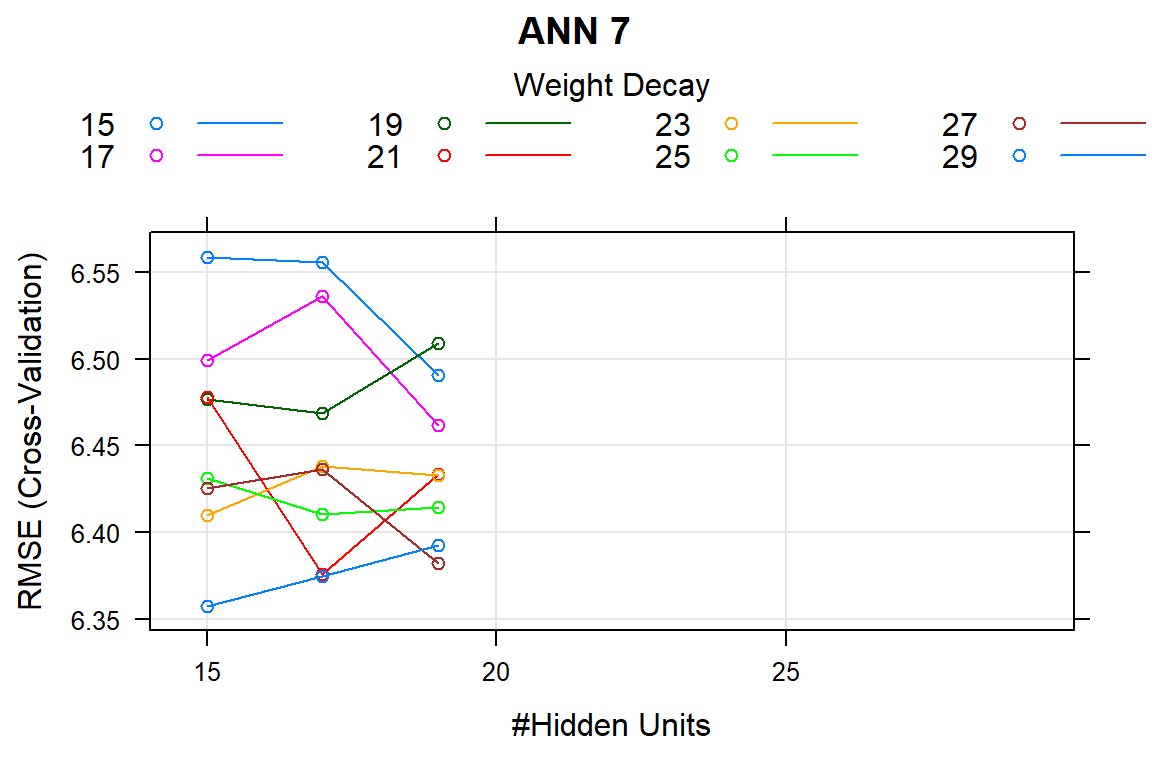 ANN 7
Weight Decay
15 19 23 27
17 21 25 29
6.55
6.50
6.45
6.40
6.35
RMSE (Cross-Validation)
15 20 25
#Hidden Units